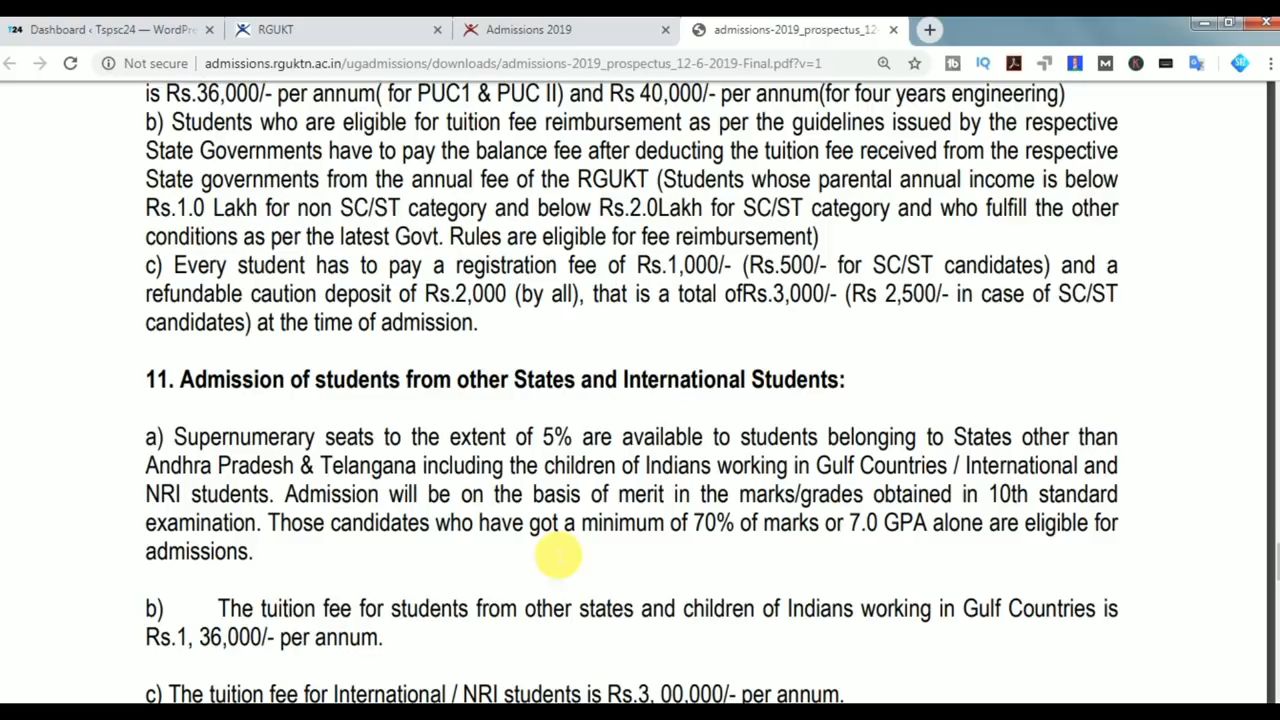 T24 Dashboard ‹ Tspsc24 — WordPre
RGUKT
Admissions 2019
admissions-2019_prospectus_12-
Not secure
admissions.rguktn.ac.in/ugadmissions/downloads/admissions-2019_prospectus_12-6-2019-Final.pdf?v=1
is Rs.36,000/- per annum( for PUC1 & PUC II) and Rs 40,000/- per annum(for four years engineering)
b) Students who are eligible for tuition fee reimbursement as per the guidelines issued by the respective
State Governments have to pay the balance fee after deducting the tuition fee received from the respective
State governments from the annual fee of the RGUKT (Students whose parental annual income is below
Rs.1.0 Lakh for non SC/ST category and below Rs.2.0Lakh for SC/ST category and who fulfill the other
conditions as per the latest Govt. Rules are eligible for fee reimbursement)
c) Every student has to pay a registration fee of Rs.1,000/- (Rs.500/- for SC/ST candidates) and a
refundable caution deposit of Rs.2,000 (by all), that is a total ofRs.3,000/- (Rs 2,500/- in case of SC/ST
candidates) at the time of admission.
11. Admission of students from other States and International Students:
a) Supernumerary seats to the extent of 5% are available to students belonging to States other than
Andhra Pradesh & Telangana including the children of Indians working in Gulf Countries / International and
NRI students. Admission will be on the basis of merit in the marks/grades obtained in 10th standard
examination. Those candidates who have got a minimum of 70% of marks or 7.0 GPA alone are eligible for
admissions.
b) The tuition fee for students from other states and children of Indians working in Gulf Countries is
Rs.1, 36,000/- per annum.
c) The tuition fee for International / NRI students is Rs.3, 00,000/- per annum.